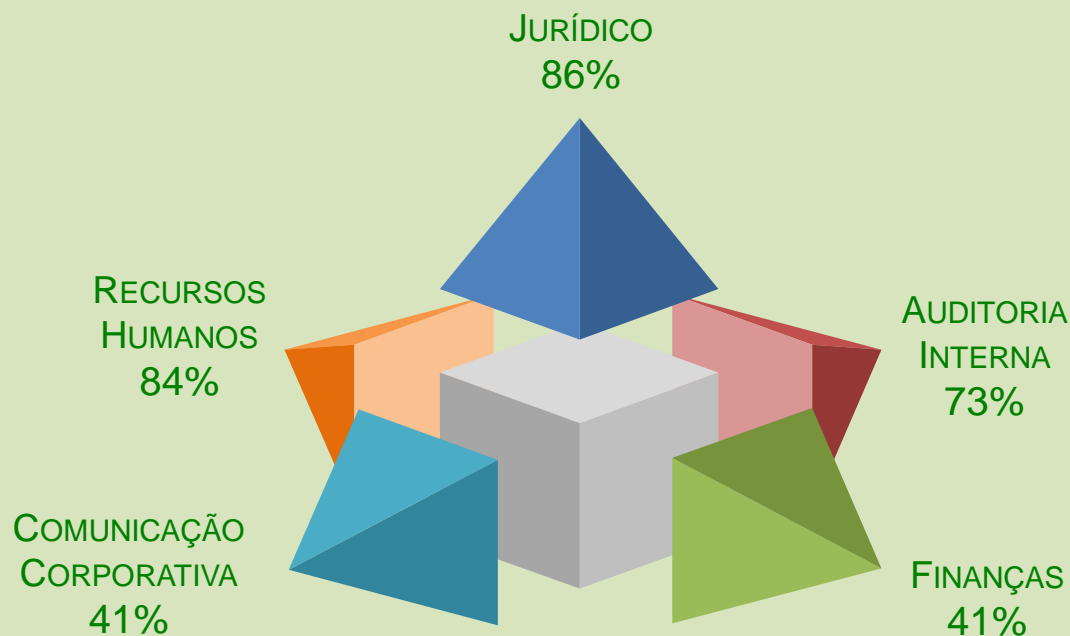 JURÍDICO
86%
RECURSOS
HUMANOS
84%
AUDITORIA
INTERNA
73%
COMUNICAÇÃO
CORPORATIVA
41%
FINANÇAS
41%